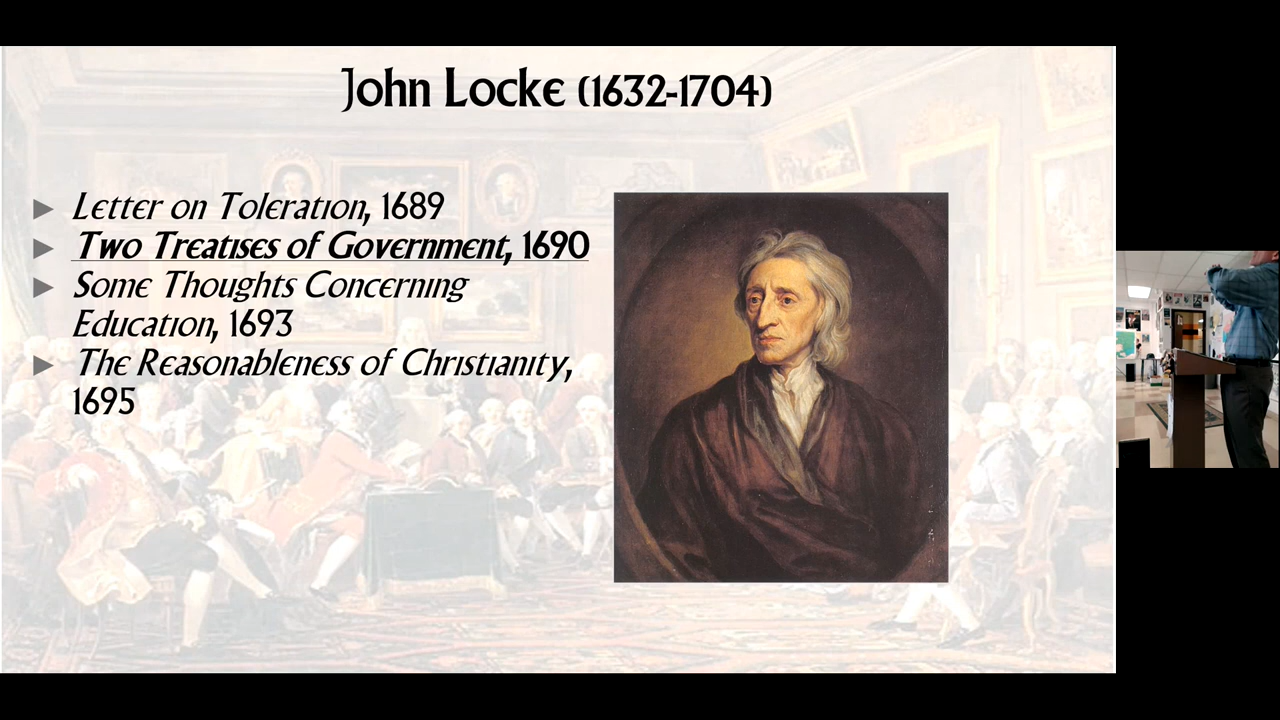 John Locke (1632-1704)
Letter on Toleration, 1689
Two Treatises of Government, 1690
Some Thoughts Concerning
Education, 1693
The Reasonableness of Christianity,
1695